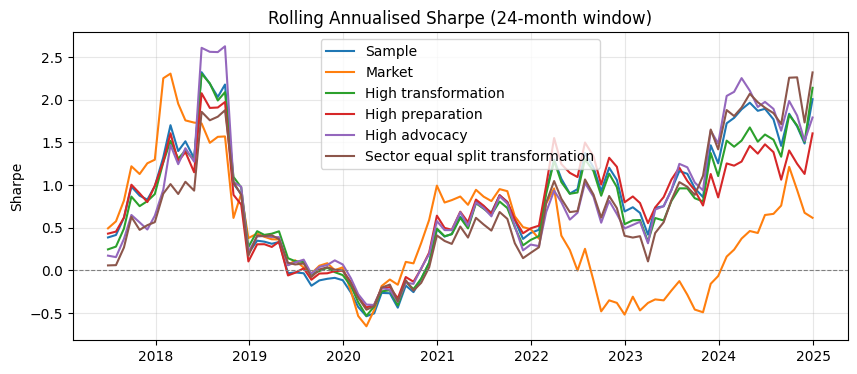 Rolling Annualised Sharpe (24-month window)
Sample
Market
High transformation
High preparation
High advocacy
Sector equal split transformation
Sharpe
2.5
2.0
1.5
1.0
0.5
0.0
−0.5
2018
2019
2020
2021
2022
2023
2024
2025